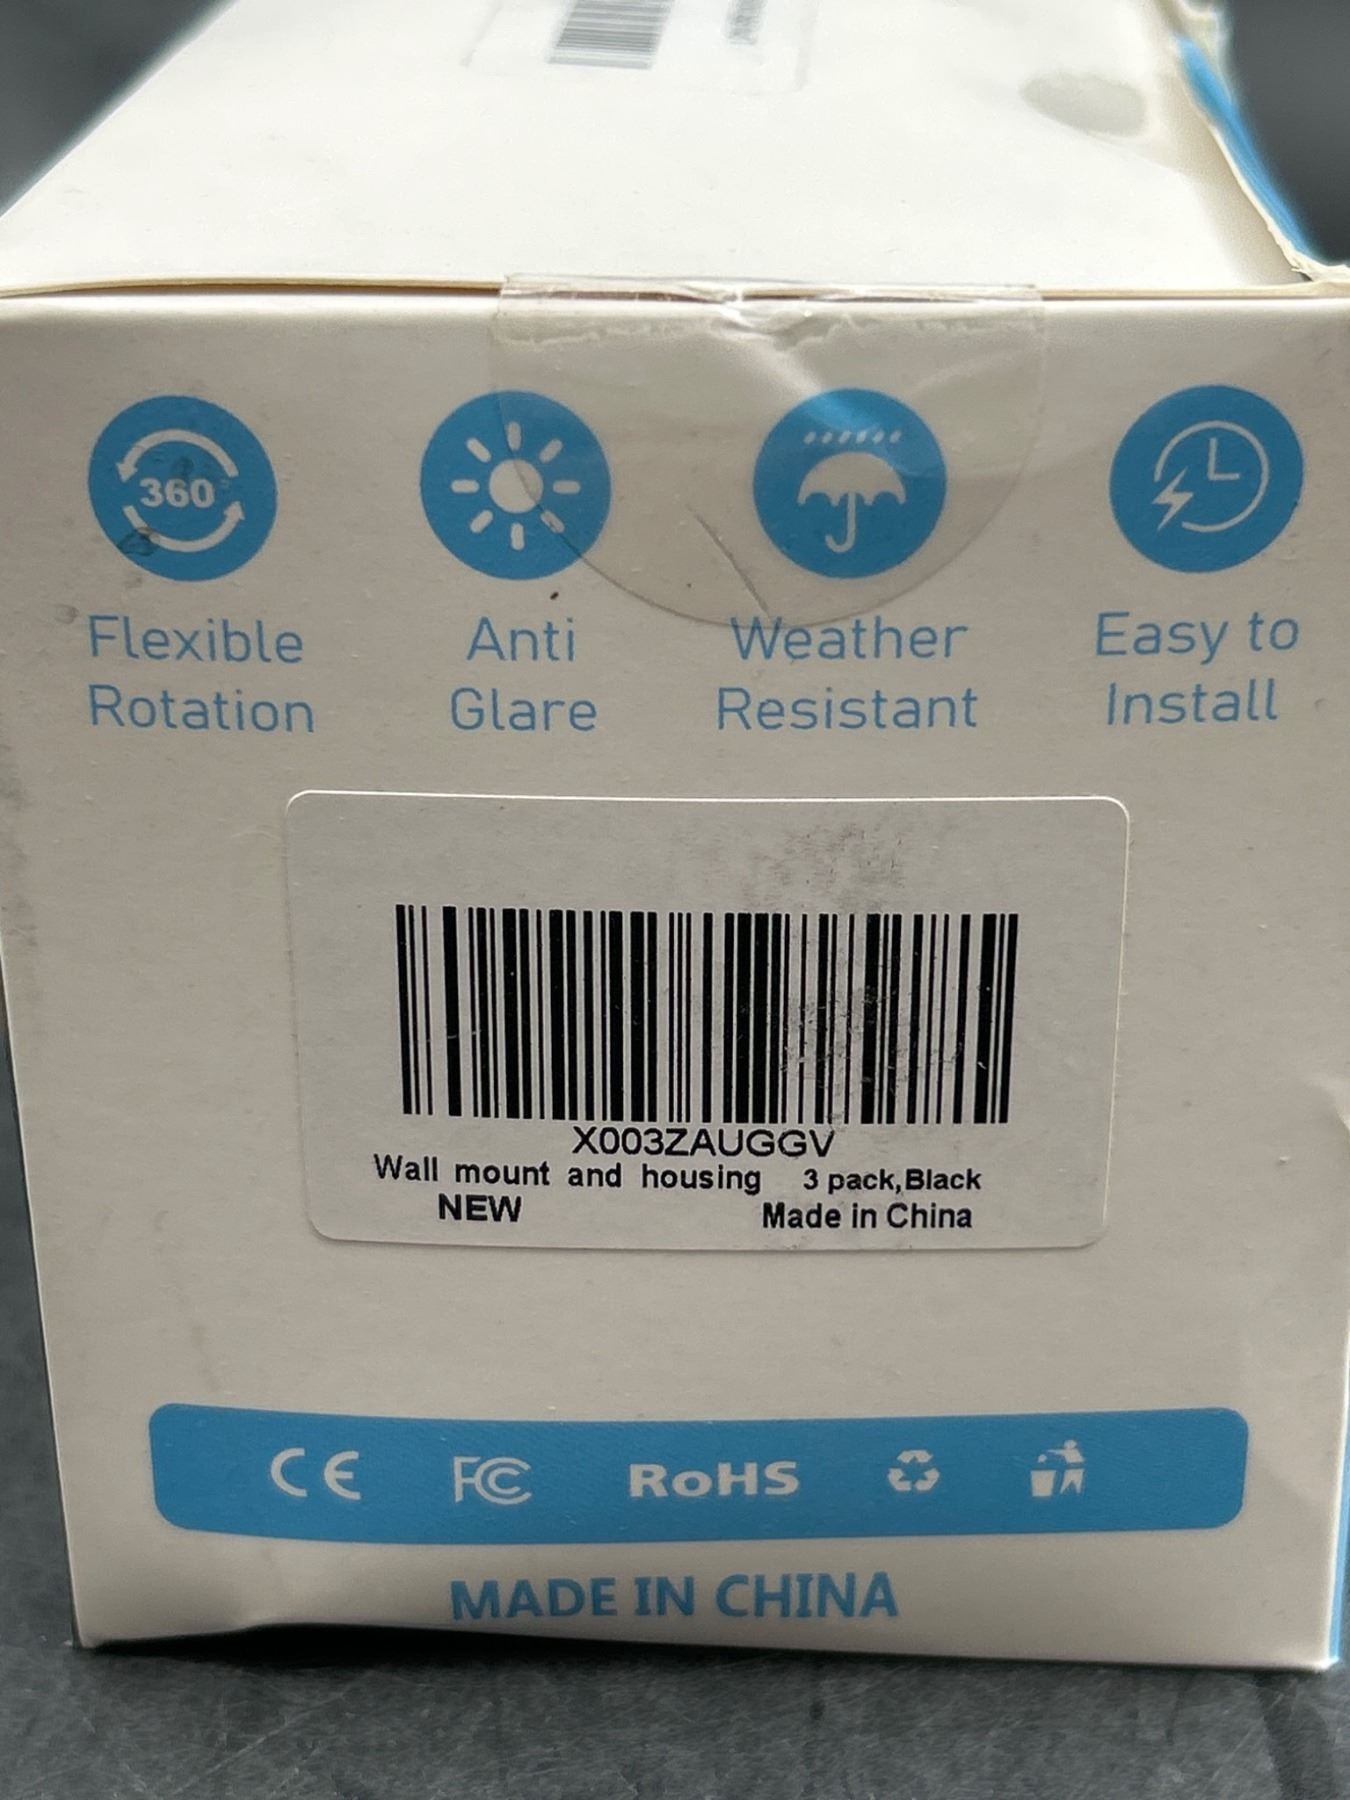 360
Flexible
Rotation
Anti
Glare
Weather
Resistant
Easy to
Install
X003ZAUGGV
Wall mount and housing 3 pack,Black
NEW Made in China
CE FC RoHS
MADE IN CHINA